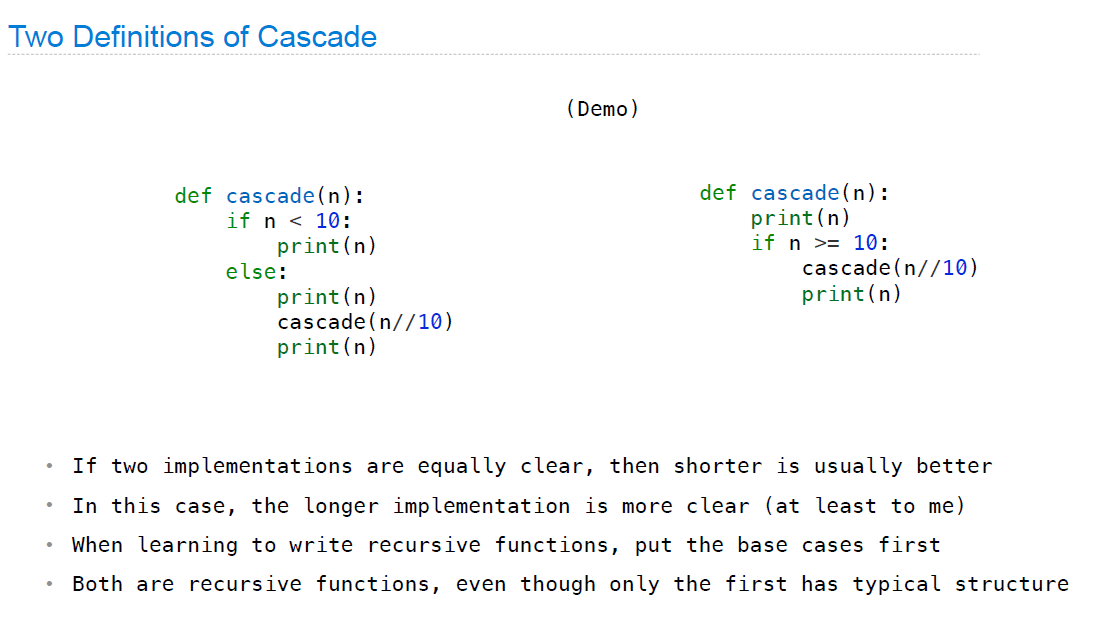 Two Definitions of Cascade
(Demo)
def cascade(n):
    if n < 10:
        print(n)
    else:
        print(n)
        cascade(n//10)
        print(n)
def cascade(n):
    print(n)
    if n >= 10:
        cascade(n//10)
        print(n)
• If two implementations are equally clear, then shorter is usually better
• In this case, the longer implementation is more clear (at least to me)
• When learning to write recursive functions, put the base cases first
• Both are recursive functions, even though only the first has typical structure